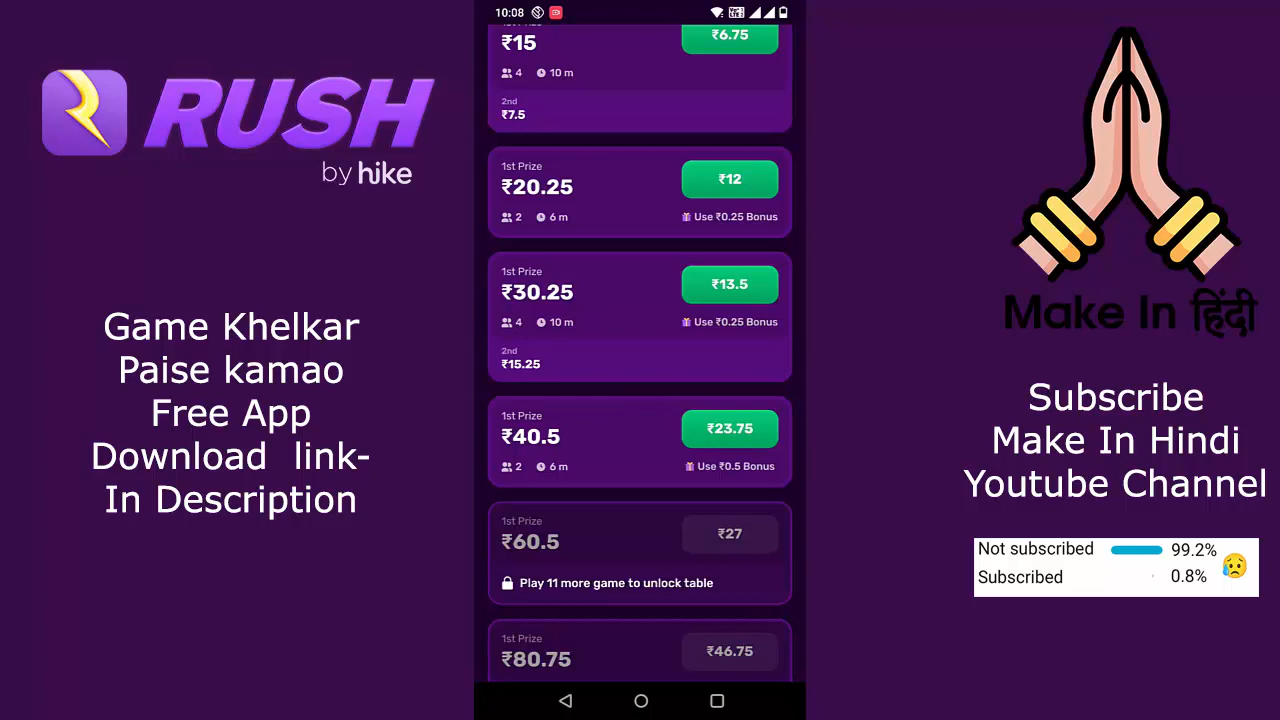 RUSH
by hike
Game Khelkar
Paise kamao
Free App
Download link-
In Description
10:08
₹15
₹6.75
4 10 m
2nd
₹7.5
1st Prize
₹20.25
₹12
2 6 m
Use ₹0.25 Bonus
1st Prize
₹30.25
₹13.5
4 10 m
Use ₹0.25 Bonus
2nd
₹15.25
1st Prize
₹40.5
₹23.75
2 6 m
Use ₹0.5 Bonus
1st Prize
₹60.5
₹27
Play 11 more game to unlock table
1st Prize
₹80.75
₹46.75
Make In हिंदी
Subscribe
Make In Hindi
Youtube Channel
Not subscribed 99.2%
Subscribed 0.8%